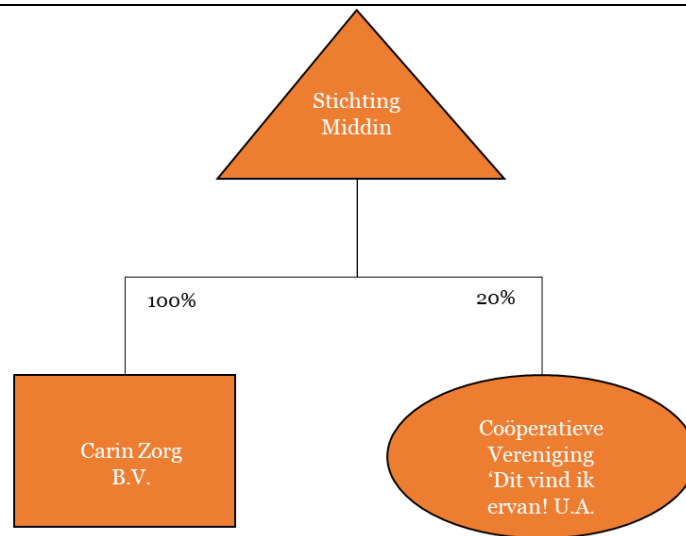 Stichting
Middin
100%
20%
Carin Zorg
B.V.
Coöperatieve
Vereniging
‘Dit vind ik
ervan! U.A.